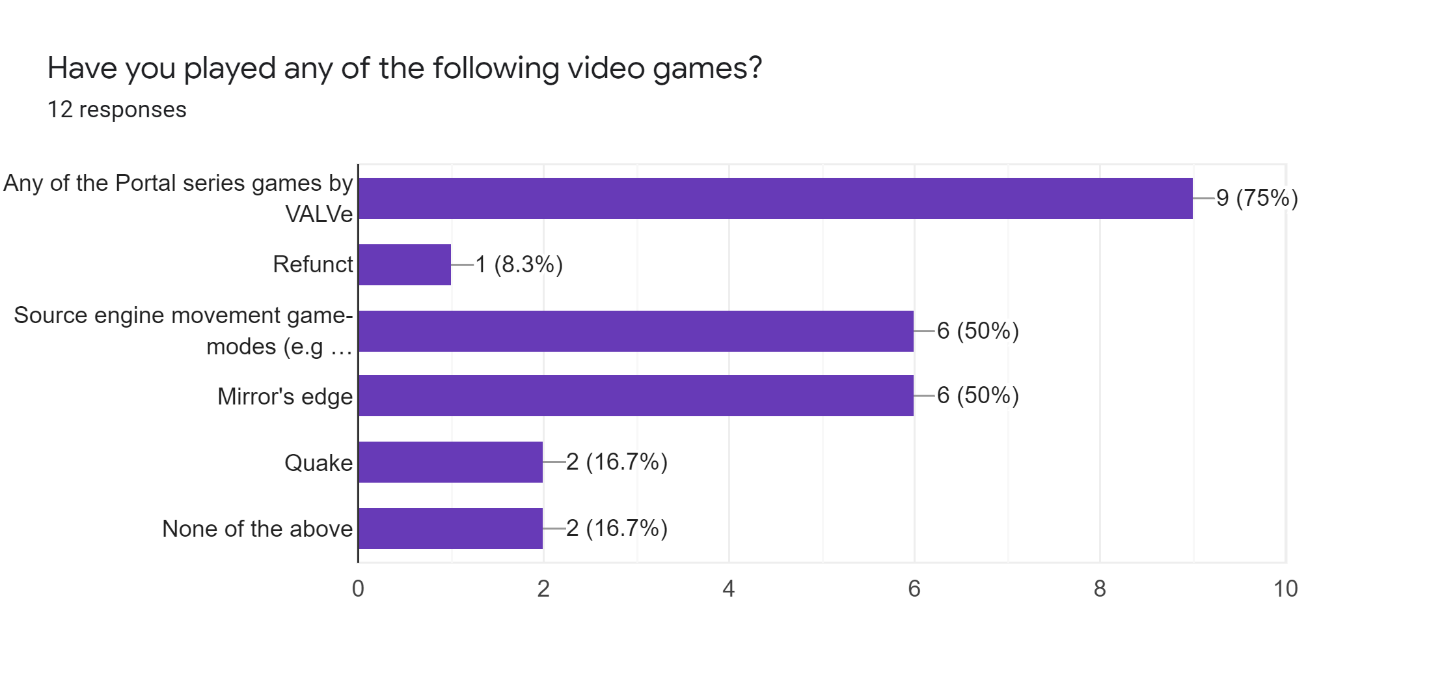 Have you played any of the following video games?
12 responses
Any of the Portal series games by
VALVe
9 (75%)
Refunct
1 (8.3%)
Source engine movement game-
modes (e.g …
6 (50%)
Mirror's edge
6 (50%)
Quake
2 (16.7%)
None of the above
2 (16.7%)
0 2 4 6 8 10